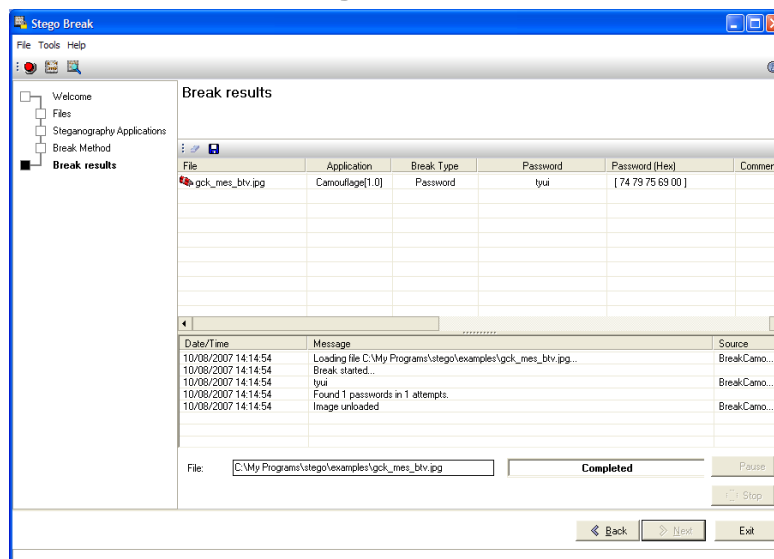 Stego Break
File Tools Help
Welcome
Files
Steganography Applications
Break Method
Break results
Break results
File Application Break Type Password Password (Hex) Commen
gck_mes_btv.jpg Camouflage[1.0] Password tyui [ 74 79 75 69 00 ]
Date/Time Message Source
10/08/2007 14:14:54 Loading file C:\My Programs\stego\examples\gck_mes_btv.jpg... BreakCamo...
10/08/2007 14:14:54 Break started...
10/08/2007 14:14:54 tyui BreakCamo...
10/08/2007 14:14:54 Found 1 passwords in 1 attempts.
10/08/2007 14:14:54 Image unloaded BreakCamo...
File: C:\My Programs\stego\examples\gck_mes_btv.jpg Completed Pause
Stop
Back Next Exit